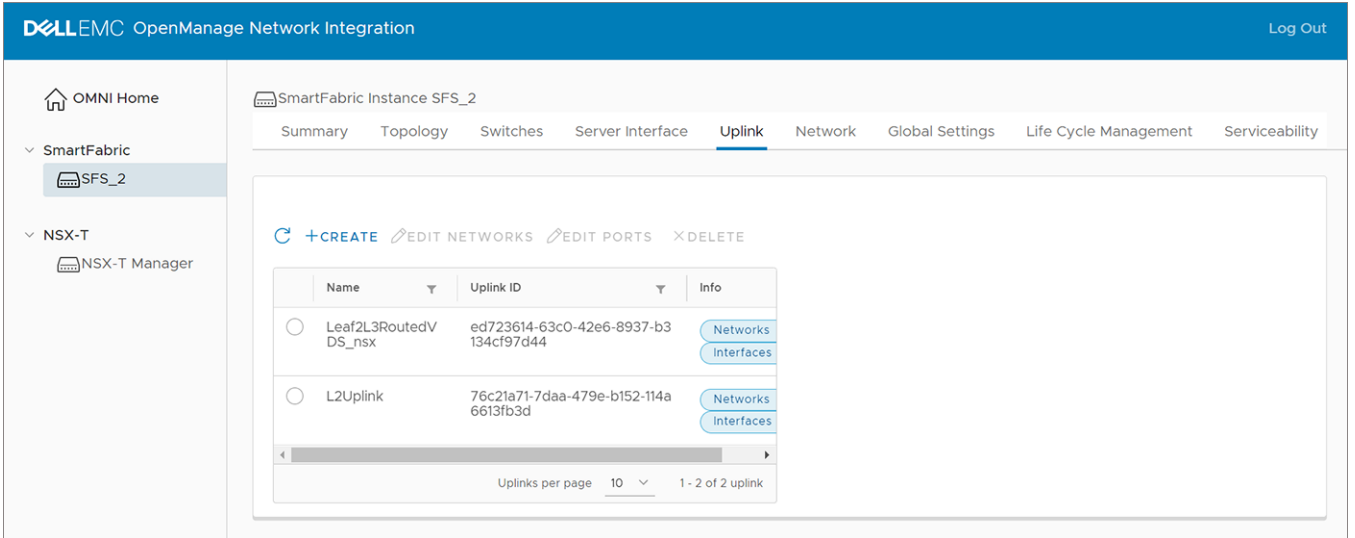 DELLEMC OpenManage Network Integration
Log Out
OMNI Home
SmartFabric
SFS_2
NSX-T
NSX-T Manager
SmartFabric Instance SFS_2
Summary Topology Switches Server Interface Uplink Network Global Settings Life Cycle Management Serviceability
+CREATE EDIT NETWORKS EDIT PORTS ×DELETE
Name Uplink ID Info
Leaf2L3RoutedV
DS_nsx
ed723614-63c0-42e6-8937-b3
134cf97d44
Networks
Interfaces
L2Uplink
76c21a71-7daa-479e-b152-114a
6613fb3d
Networks
Interfaces
Uplinks per page 10 1 - 2 of 2 uplink